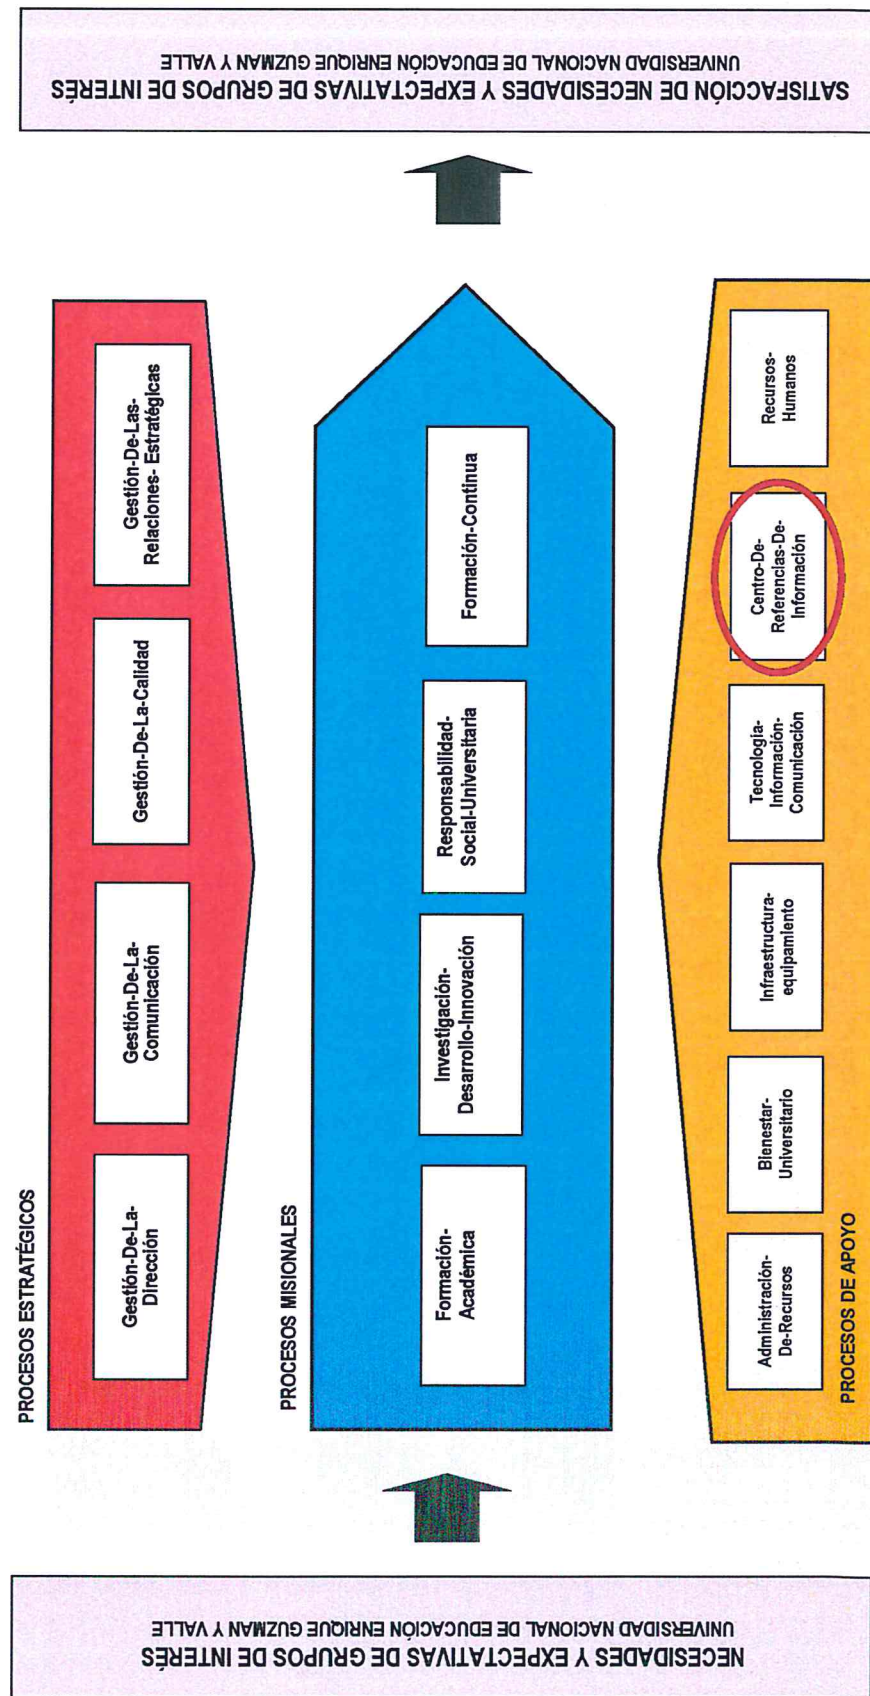 NECESIDADES Y EXPECTATIVAS DE GRUPOS DE INTERÉS
UNIVERSIDAD NACIONAL DE EDUCACIÓN ENRIQUE GUZMAN Y VALLE
PROCESOS ESTRATÉGICOS
Gestión-De-La-
Dirección
Gestión-De-La-
Comunicación
Gestión-De-La-Calidad
Gestión-De-Las-
Relaciones- Estratégicas
PROCESOS MISIONALES
Formación-
Académica
Investigación-
Desarrollo-Innovación
Responsabilidad-
Social-Universitaria
Formación-Continua
Administración-
De-Recursos
Bienestar-
Universitario
Infraestructura-
equipamiento
Tecnología-
Información-
Comunicación
Centro-De-
Referencias-De-
Información
Recursos-
Humanos
PROCESOS DE APOYO
SATISFACCIÓN DE NECESIDADES Y EXPECTATIVAS DE GRUPOS DE INTERÉS
UNIVERSIDAD NACIONAL DE EDUCACIÓN ENRIQUE GUZMAN Y VALLE